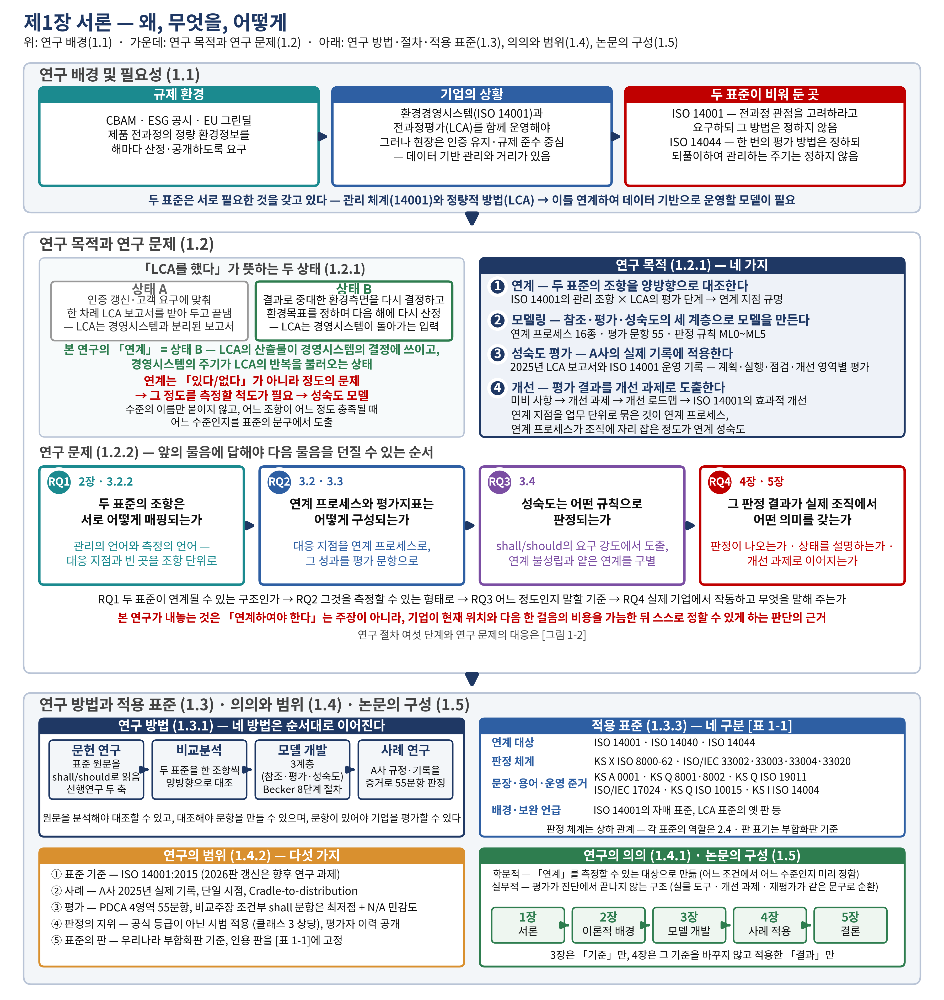 제1장 서론 — 왜, 무엇을, 어떻게
위: 연구 배경(1.1) · 가운데: 연구 목적과 연구 문제(1.2) · 아래: 연구 방법·절차·적용 표준(1.3), 의의와 범위(1.4), 논문의 구성(1.5)
연구 배경 및 필요성 (1.1)
규제 환경
CBAM · ESG 공시 · EU 그린딜
제품 전과정의 정량 환경정보를
해마다 산정·공개하도록 요구
기업의 상황
환경경영시스템(ISO 14001)과
전과정평가(LCA)를 함께 운영해야
그러나 현장은 인증 유지·규제 준수 중심
— 데이터 기반 관리와 거리가 있음
두 표준이 비워 둔 곳
ISO 14001 — 전과정 관점을 고려하라고
요구하되 그 방법은 정하지 않음
ISO 14044 — 한 번의 평가 방법은 정하되
되풀이하여 관리하는 주기는 정하지 않음
두 표준은 서로 필요한 것을 갖고 있다 — 관리 체계(14001)와 정량적 방법(LCA) → 이를 연계하여 데이터 기반으로 운영할 모델이 필요
연구 목적과 연구 문제 (1.2)
「LCA를 했다」가 뜻하는 두 상태 (1.2.1)
상태 A
인증 갱신·고객 요구에 맞춰
한 차례 LCA 보고서를 받아 두고 끝냄
— LCA는 경영시스템과 분리된 보고서
상태 B
결과로 중대한 환경측면을 다시 결정하고
환경목표를 정하며 다음 해에 다시 산정
— LCA는 경영시스템이 돌아가는 입력
본 연구의 「연계」 = 상태 B — LCA의 산출물이 경영시스템의 결정에 쓰이고,
경영시스템의 주기가 LCA의 반복을 불러오는 상태
연계는 「있다/없다」가 아니라 정도의 문제
→ 그 정도를 측정할 척도가 필요 → 성숙도 모델
수준의 이름만 붙이지 않고, 어느 조항이 어느 정도 충족될 때
어느 수준인지를 표준의 문구에서 도출
연구 목적 (1.2.1) — 네 가지
1 연계 — 두 표준의 조항을 양방향으로 대조한다
ISO 14001의 관리 조항 × LCA의 평가 단계 → 연계 지점 규명
2 모델링 — 참조·평가·성숙도의 세 계층으로 모델을 만든다
연계 프로세스 16종 · 평가 문항 55 · 판정 규칙 ML0~ML5
3 성숙도 평가 — A사의 실제 기록에 적용한다
2025년 LCA 보고서와 ISO 14001 운영 기록 — 계획·실행·점검·개선 영역별 평가
4 개선 — 평가 결과를 개선 과제로 도출한다
미비 사항 → 개선 과제 → 개선 로드맵 → ISO 14001의 효과적 개선
연계 지점을 업무 단위로 묶은 것이 연계 프로세스,
연계 프로세스가 조직에 자리 잡은 정도가 연계 성숙도
연구 문제 (1.2.2) — 앞의 물음에 답해야 다음 물음을 던질 수 있는 순서
RQ1 2장 · 3.2.2
두 표준의 조항은
서로 어떻게 매핑되는가
관리의 언어와 측정의 언어 —
대응 지점과 빈 곳을 조항 단위로
RQ2 3.2 · 3.3
연계 프로세스와 평가지표는
어떻게 구성되는가
대응 지점을 연계 프로세스로,
그 성과를 평가 문항으로
RQ3 3.4
성숙도는 어떤 규칙으로
판정되는가
shall/should의 요구 강도에서 도출,
연계 불성립과 얕은 연계를 구별
RQ4 4장 · 5장
그 판정 결과가 실제 조직에서
어떤 의미를 갖는가
판정이 나오는가 · 상태를 설명하는가 ·
개선 과제로 이어지는가
RQ1 두 표준이 연계될 수 있는 구조인가 → RQ2 그것을 측정할 수 있는 형태로 → RQ3 어느 정도인지 말할 기준 → RQ4 실제 기업에서 작동하고 무엇을 말해 주는가
본 연구가 내놓는 것은 「연계하여야 한다」는 주장이 아니라, 기업이 현재 위치와 다음 한 걸음의 비용을 가늠한 뒤 스스로 정할 수 있게 하는 판단의 근거
연구 절차 여섯 단계와 연구 문제의 대응은 [그림 1-2]
연구 방법과 적용 표준 (1.3) · 의의와 범위 (1.4) · 논문의 구성 (1.5)
연구 방법 (1.3.1) — 네 방법은 순서대로 이어진다
문헌 연구
표준 원문을
shall/should로 읽음
선행연구 두 축
비교분석
두 표준을 한 조항씩
양방향으로 대조
모델 개발
3계층
(참조·평가·성숙도)
Becker 8단계 절차
사례 연구
A사 규정·기록을
증거로 55문항 판정
원문을 분석해야 대조할 수 있고, 대조해야 문항을 만들 수 있으며, 문항이 있어야 기업을 평가할 수 있다
적용 표준 (1.3.3) — 네 구분 [표 1-1]
연계 대상 ISO 14001 · ISO 14040 · ISO 14044
판정 체계 KS X ISO 8000-62 · ISO/IEC 33002·33003·33004·33020
문장·용어·운영 준거 KS A 0001 · KS Q 8001·8002 · KS Q ISO 19011
ISO/IEC 17024 · KS Q ISO 10015 · KS I ISO 14004
배경·보완 언급 ISO 14001의 자매 표준, LCA 표준의 옛 판 등
판정 체계는 상하 관계 — 각 표준의 역할은 2.4 · 판 표기는 부합화판 기준
연구의 범위 (1.4.2) — 다섯 가지
① 표준 기준 — ISO 14001:2015 (2026판 갱신은 향후 연구 과제)
② 사례 — A사 2025년 실제 기록, 단일 시점, Cradle-to-distribution
③ 평가 — PDCA 4영역 55문항, 비교주장 조건부 shall 문항은 최저점 + N/A 민감도
④ 판정의 지위 — 공식 등급이 아닌 시범 적용 (클래스 3 상당), 평가자 이력 공개
⑤ 표준의 판 — 우리나라 부합화판 기준, 인용 판을 [표 1-1]에 고정
연구의 의의 (1.4.1) · 논문의 구성 (1.5)
학문적 — 「연계」를 측정할 수 있는 대상으로 만듦 (어느 조건에서 어느 수준인지 미리 정함)
실무적 — 평가가 진단에서 끝나지 않는 구조 (실물 도구 · 개선 과제 · 재평가가 같은 문구로 순환)
1장
서론
2장
이론적 배경
3장
모델 개발
4장
사례 적용
5장
결론
3장은 「기준」만, 4장은 그 기준을 바꾸지 않고 적용한 「결과」만